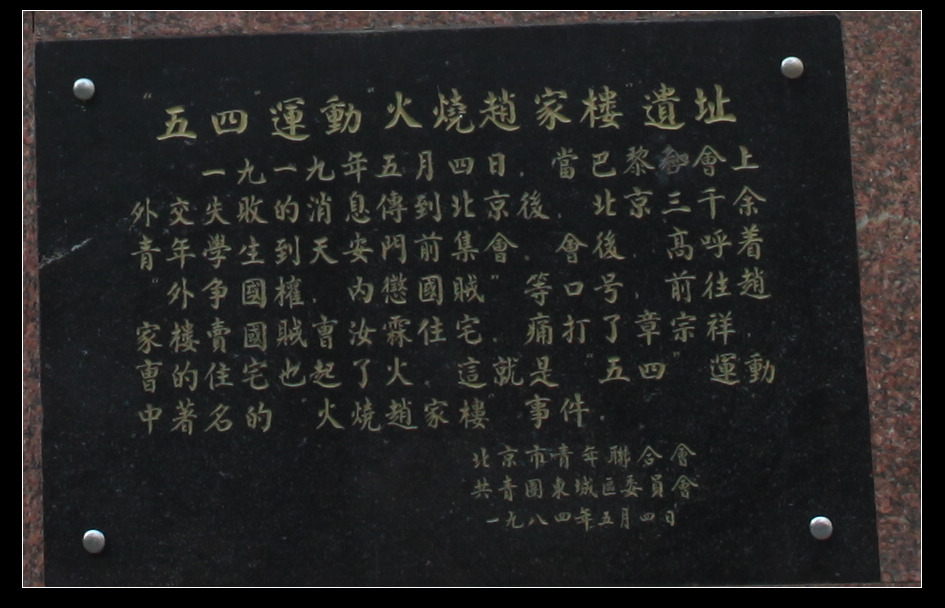 "五四"運動"火燒趙家楼"遺址
一九一九年五月四日，當巴黎和會上
外交失敗的消息傳到北京後，北京三千余
青年學生到天安門前集會。會後，高呼着
"外争國權，内懲國賊"等口号，前往趙
家樓賣國賊曹汝霖住宅，痛打了章宗祥，
曹的住宅也起了火。這就是"五四"運動
中著名的"火燒趙家樓"事件。
北京市青年聯合會
共青團東城區委員會
一九八四年五月四日